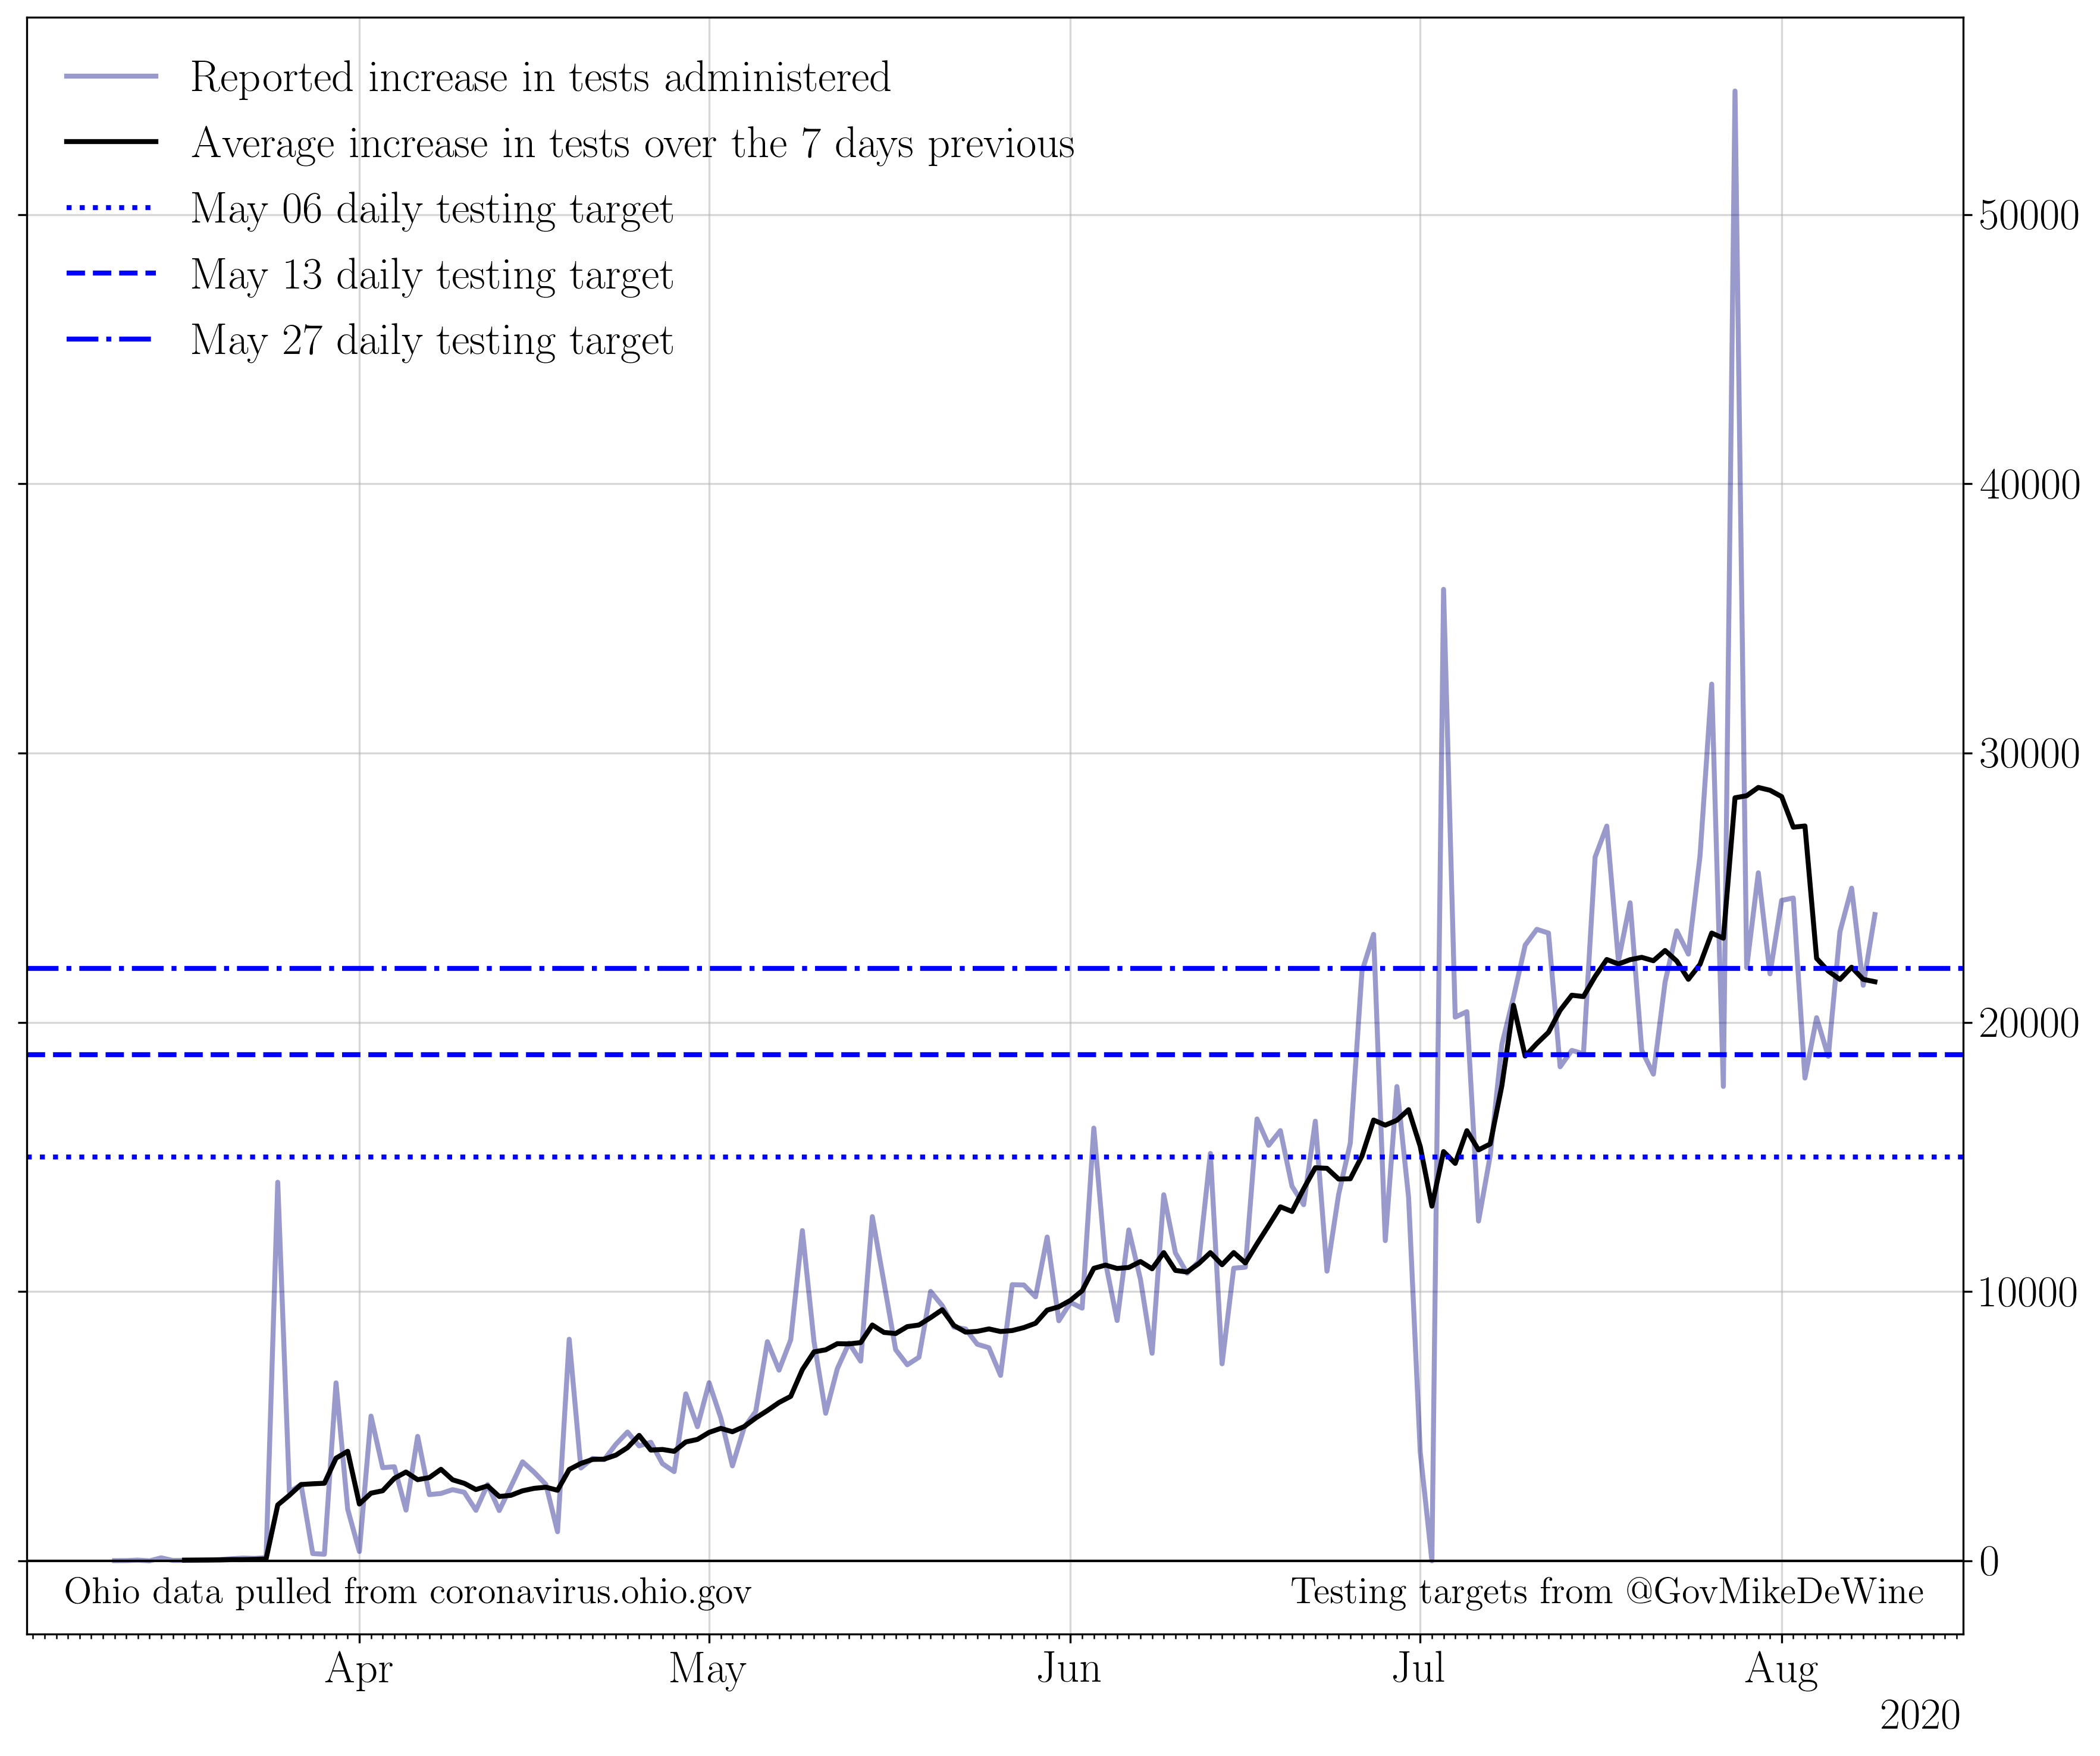 Reported increase in tests administered
Average increase in tests over the 7 days previous
May 06 daily testing target
May 13 daily testing target
May 27 daily testing target
50000
40000
30000
20000
10000
0
Ohio data pulled from coronavirus.ohio.gov
Testing targets from @GovMikeDeWine
Apr May Jun Jul Aug
2020